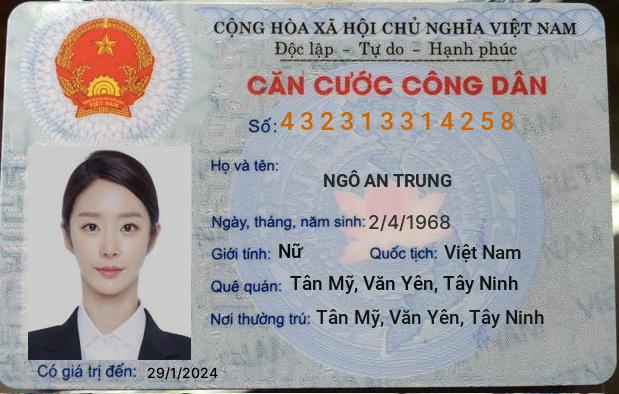 CỘNG HÒA XÃ HỘI CHỦ NGHĨA VIỆT NAM
Độc lập - Tự do - Hạnh phúc
CĂN CƯỚC CÔNG DÂN
Số: 432313314258
Họ và tên:
NGÔ AN TRUNG
Ngày, tháng, năm sinh: 2/4/1968
Giới tính: Nữ Quốc tịch: Việt Nam
Quê quán: Tân Mỹ, Văn Yên, Tây Ninh
Nơi thường trú: Tân Mỹ, Văn Yên, Tây Ninh
Có giá trị đến: 29/1/2024